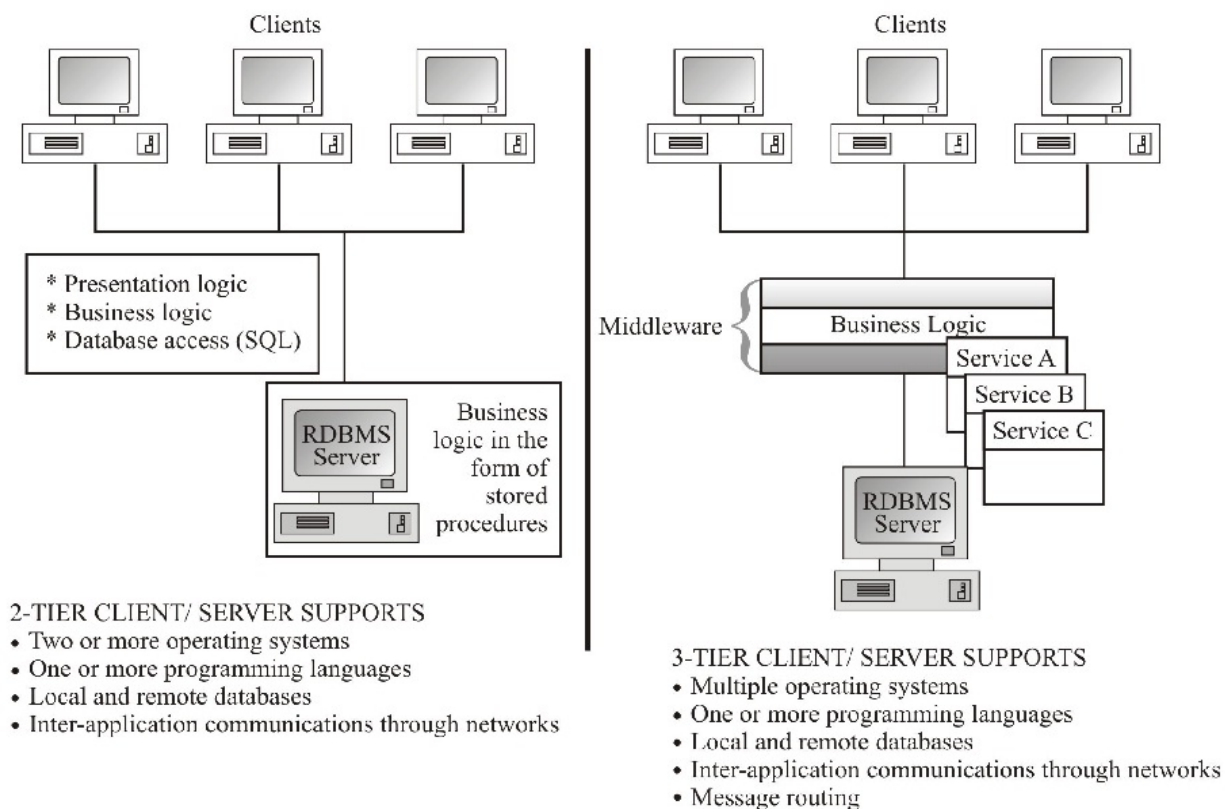 Clients
* Presentation logic
* Business logic
* Database access (SQL)
RDBMS
Server
Business
logic in the
form of
stored
procedures
2-TIER CLIENT/ SERVER SUPPORTS
• Two or more operating systems
• One or more programming languages
• Local and remote databases
• Inter-application communications through networks
Clients
Middleware
Business Logic
Service A
Service B
Service C
RDBMS
Server
3-TIER CLIENT/ SERVER SUPPORTS
• Multiple operating systems
• One or more programming languages
• Local and remote databases
• Inter-application communications through networks
• Message routing